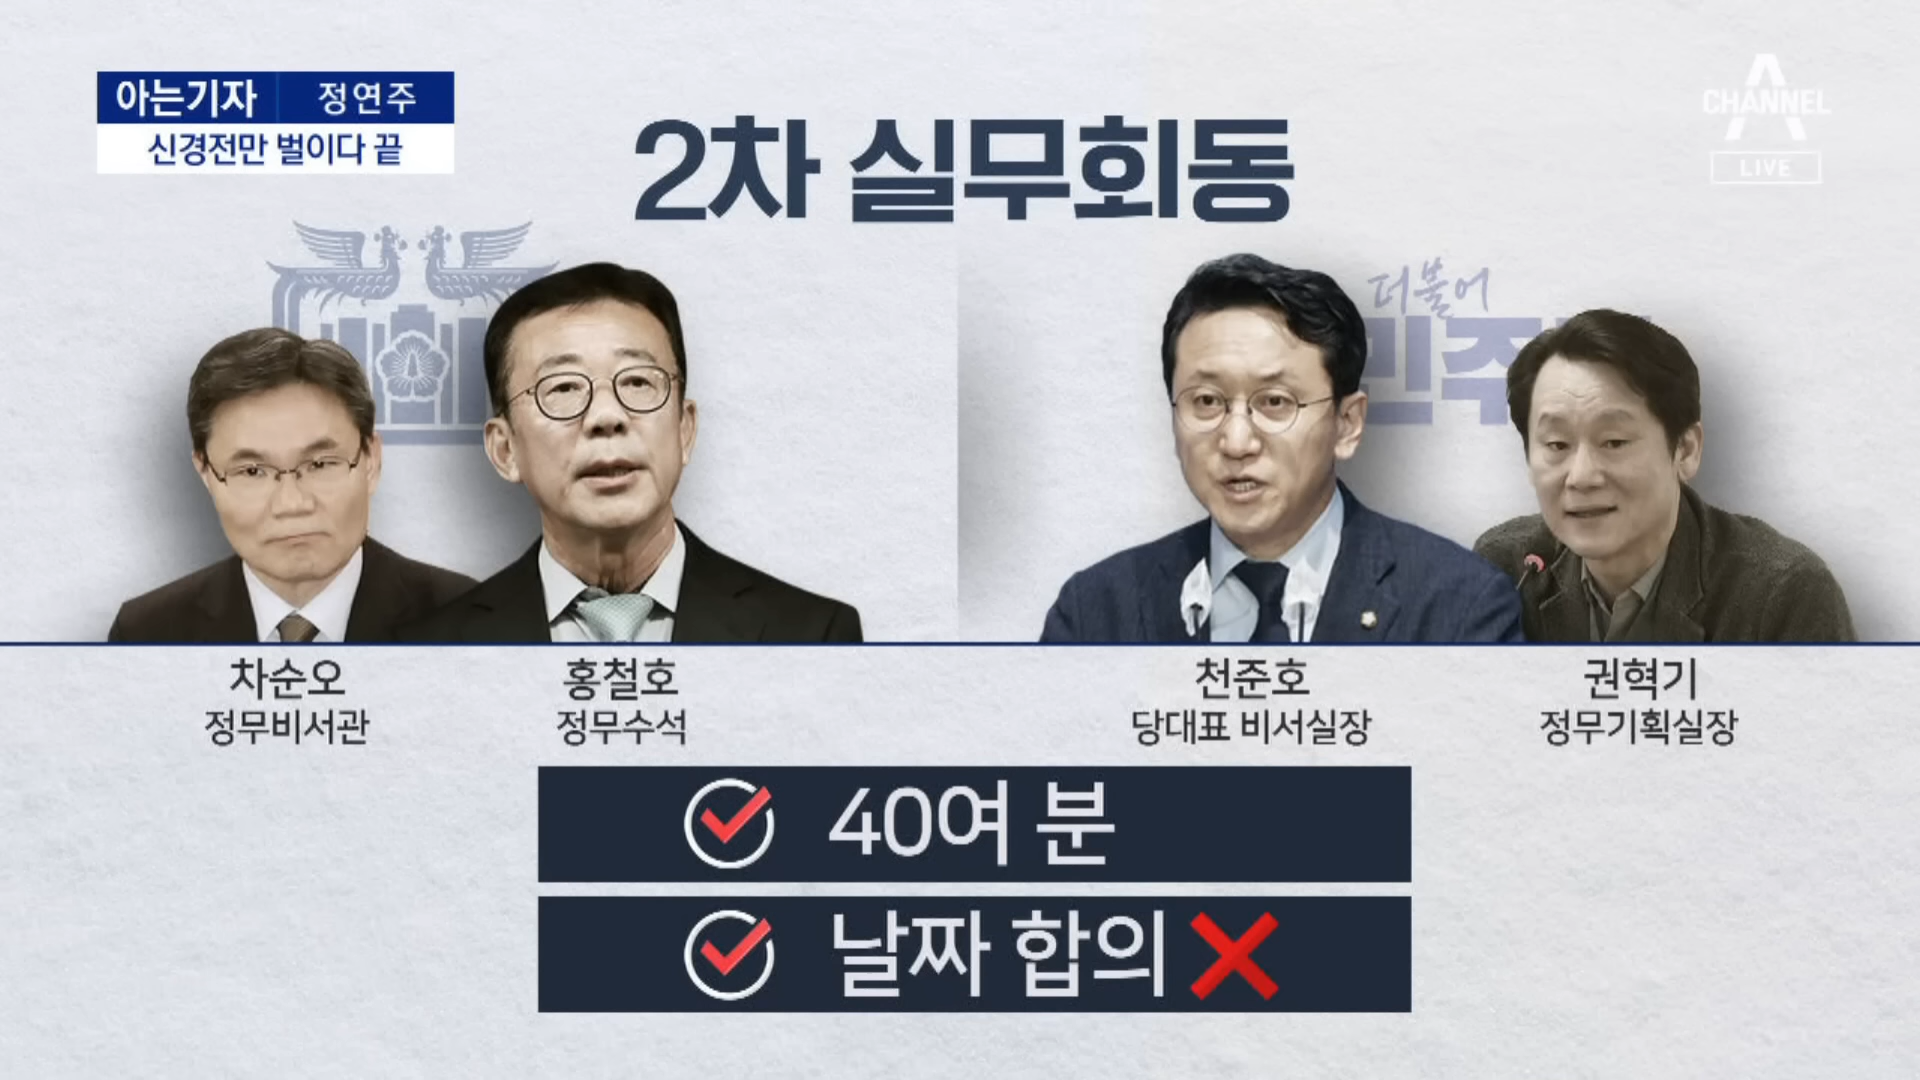 아는기자 정연주
신경전만 벌이다 끝
CHANNEL A
LIVE
2차 실무회동
더불어
민주
차순오
정무비서관
홍철호
정무수석
천준호
당대표 비서실장
권혁기
정무기획실장
40여 분
날짜 합의